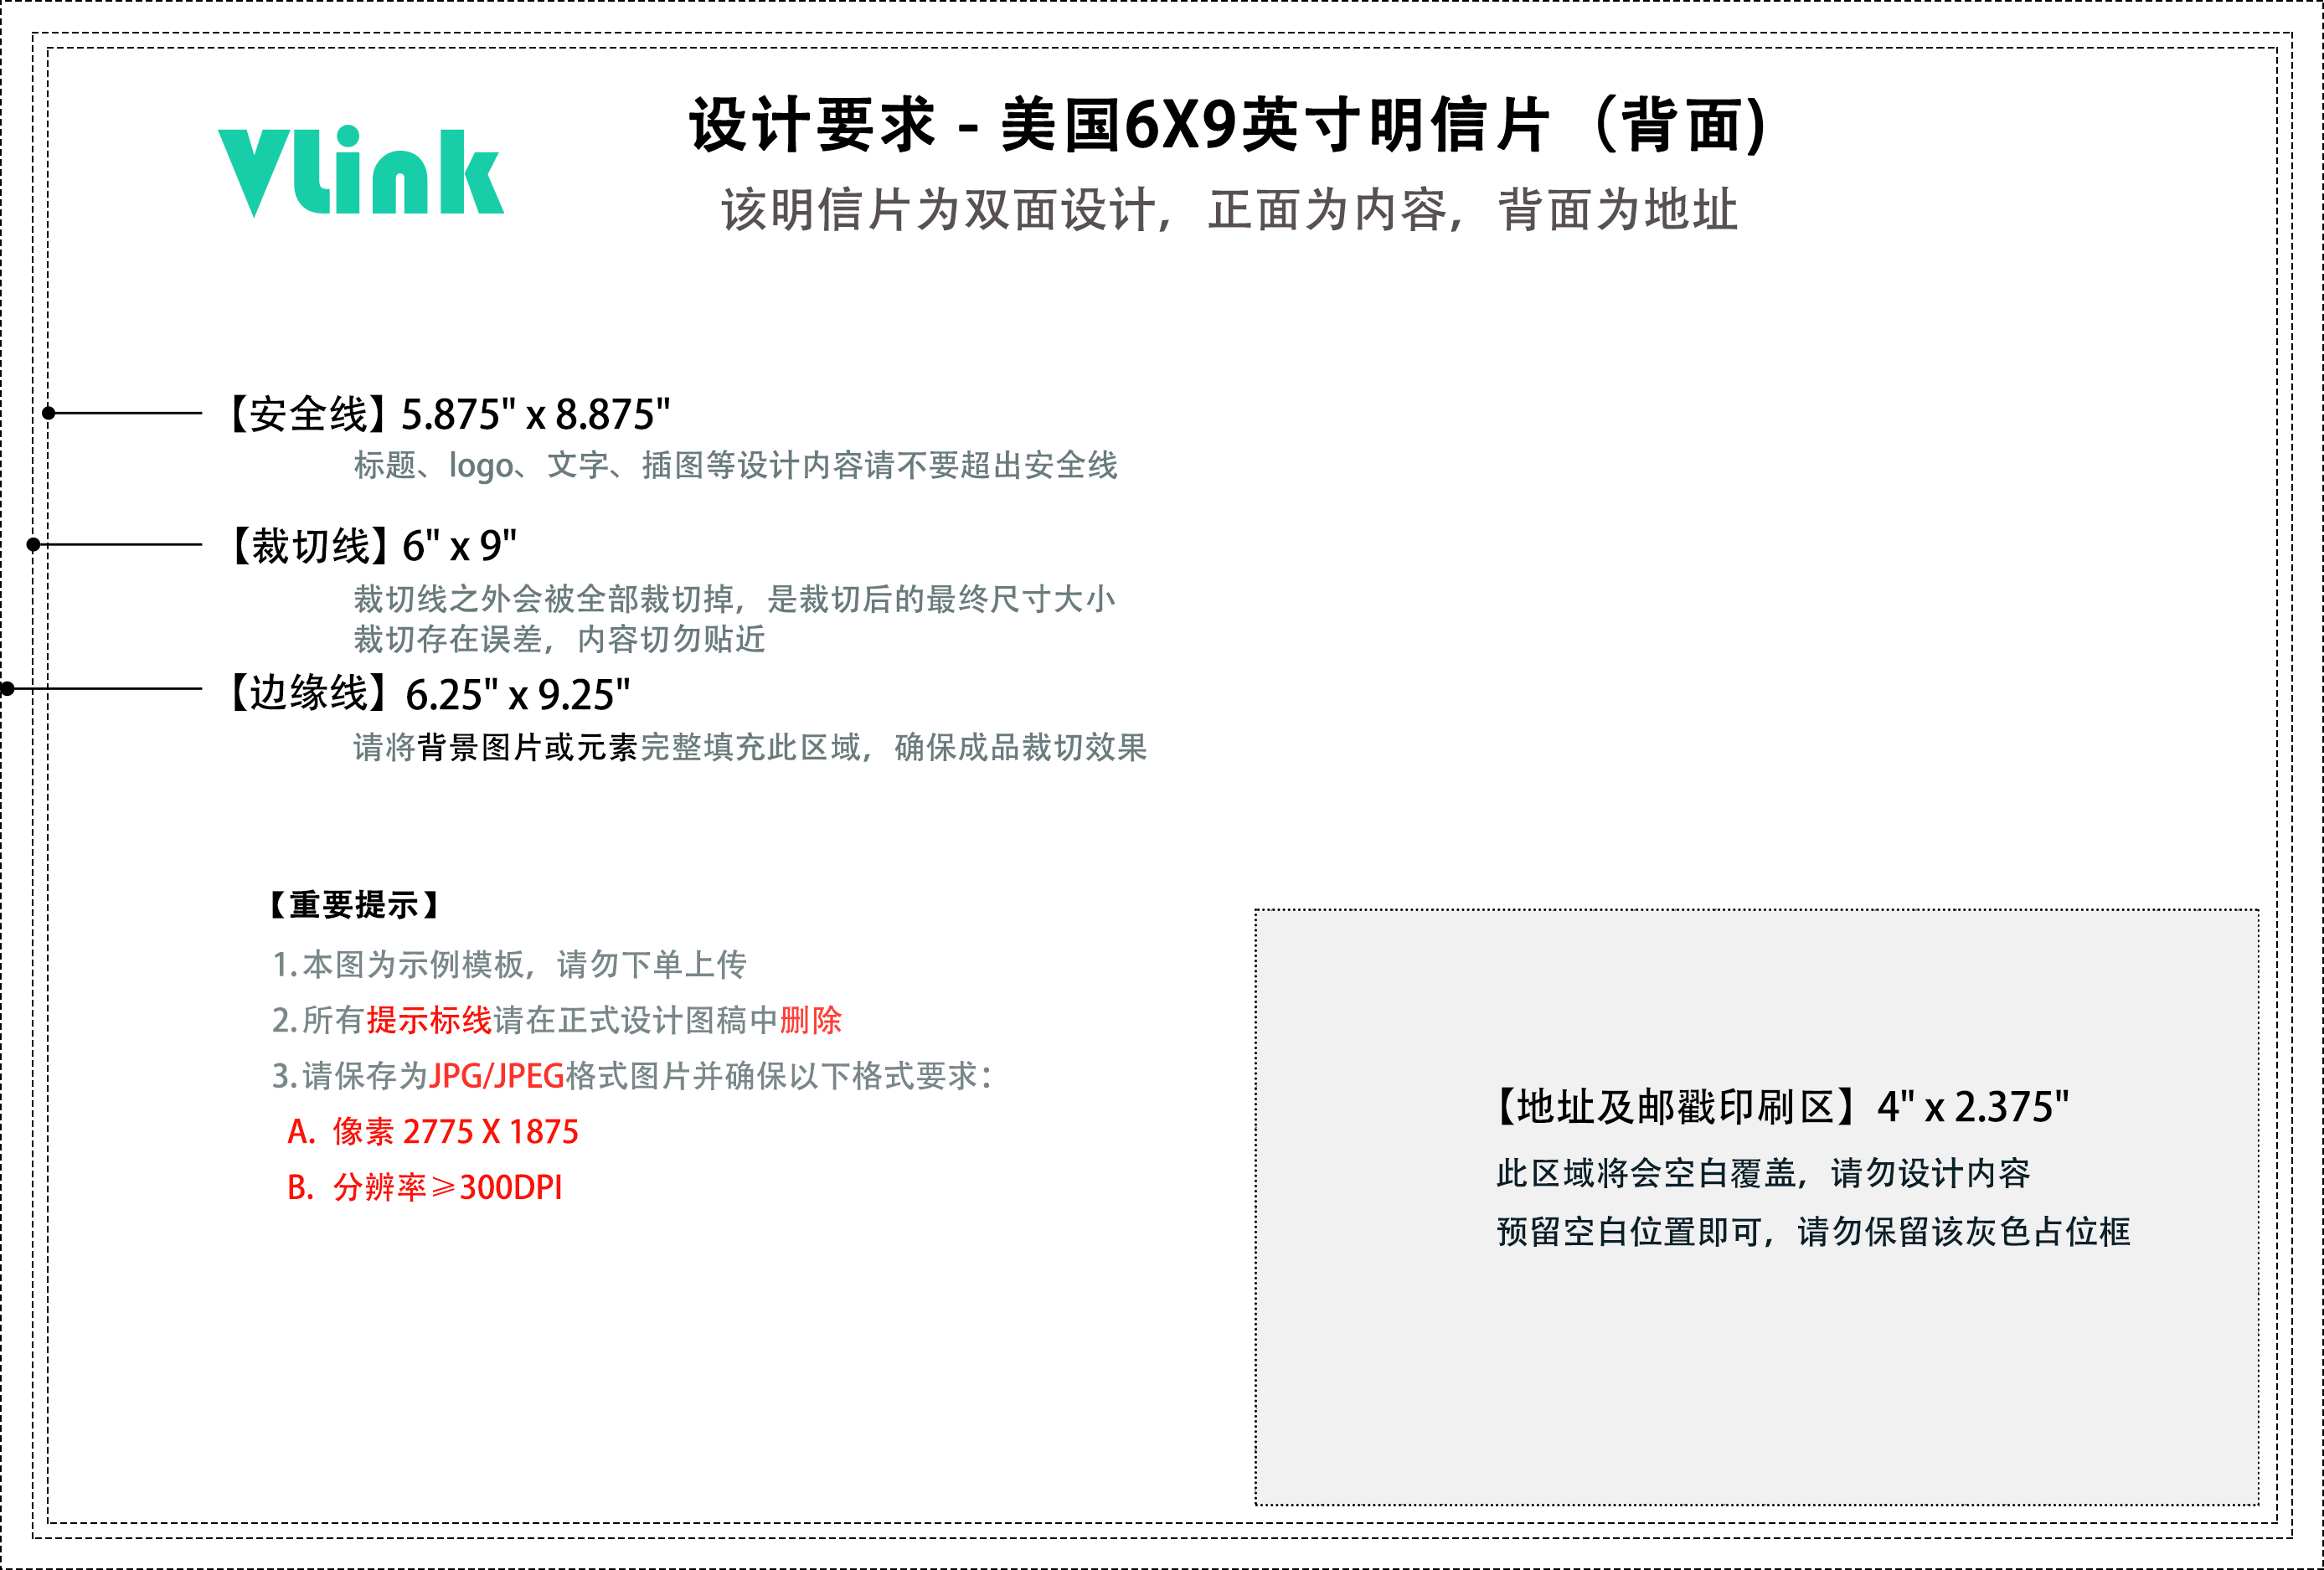 Vlink
设计要求 - 美国6X9英寸明信片（背面)
该明信片为双面设计，正面为内容，背面为地址
【安全线】5.875" x 8.875"
标题、logo、文字、插图等设计内容请不要超出安全线
【裁切线】6" x 9"
裁切线之外会被全部裁切掉，是裁切后的最终尺寸大小
裁切存在误差，内容切勿贴近
【边缘线】6.25" x 9.25"
请将背景图片或元素完整填充此区域，确保成品裁切效果
【重要提示】
1.本图为示例模板，请勿下单上传
2.所有提示标线请在正式设计图稿中删除
3.请保存为JPG/JPEG格式图片并确保以下格式要求：
A. 像素 2775 X 1875
B. 分辨率≥300DPI
【地址及邮戳印刷区】4" x 2.375"
此区域将会空白覆盖，请勿设计内容
预留空白位置即可，请勿保留该灰色占位框